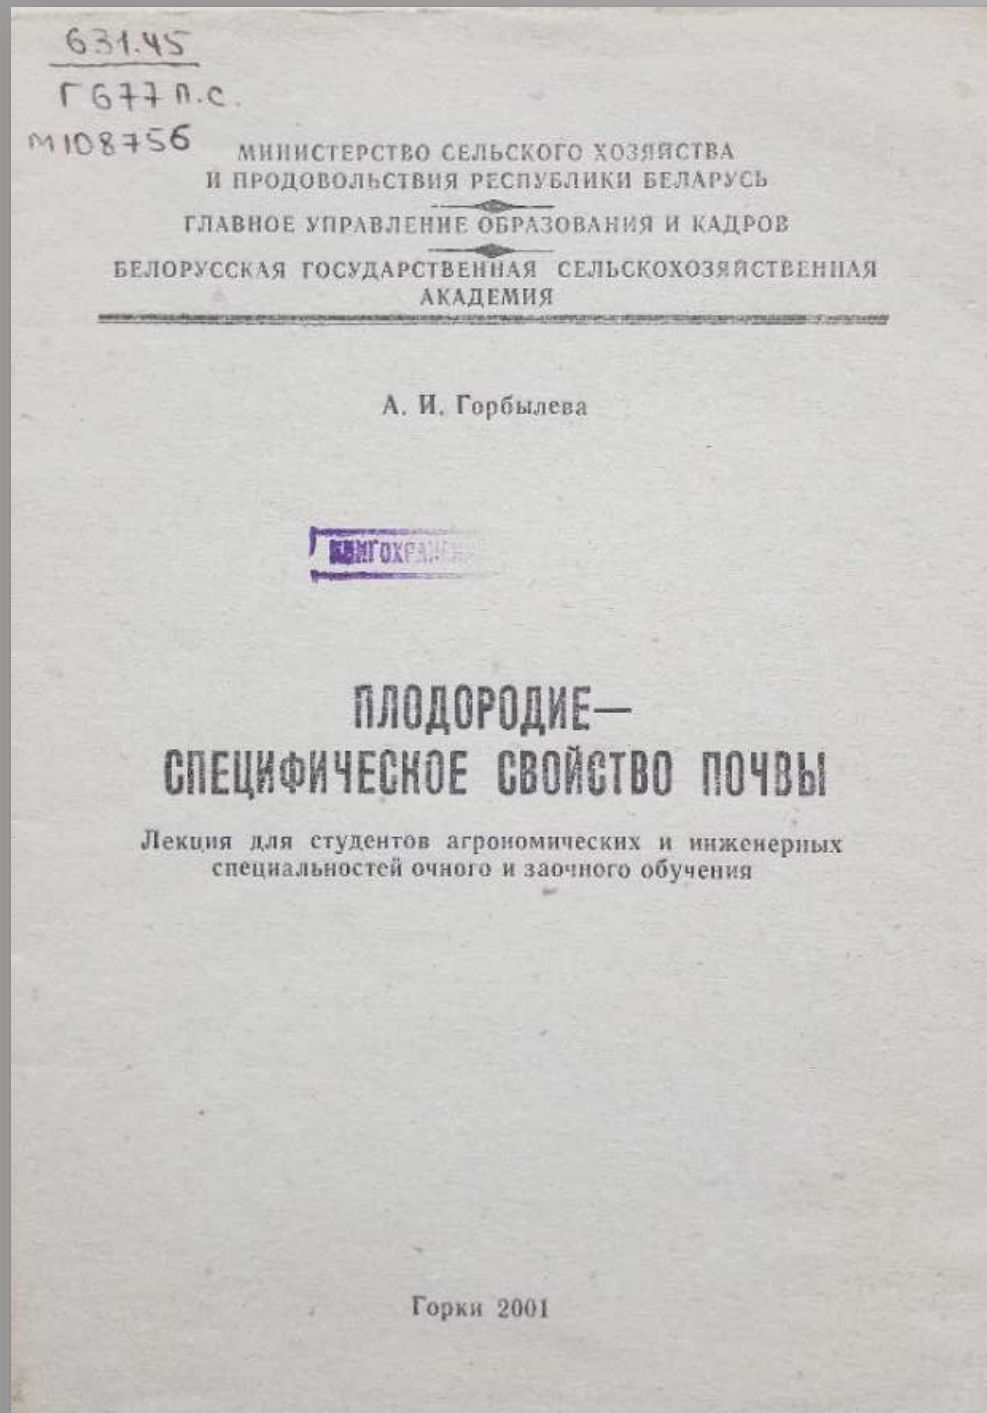 631.45
Г 677 п.с.
М108756
МИНИСТЕРСТВО СЕЛЬСКОГО ХОЗЯЙСТВА
И ПРОДОВОЛЬСТВИЯ РЕСПУБЛИКИ БЕЛАРУСЬ
ГЛАВНОЕ УПРАВЛЕНИЕ ОБРАЗОВАНИЯ И КАДРОВ
БЕЛОРУССКАЯ ГОСУДАРСТВЕННАЯ СЕЛЬСКОХОЗЯЙСТВЕННАЯ
АКАДЕМИЯ
А. И. Горбылева
ПЛОДОРОДИЕ—
СПЕЦИФИЧЕСКОЕ СВОЙСТВО ПОЧВЫ
Лекция для студентов агрономических и инженерных
специальностей очного и заочного обучения
Горки 2001